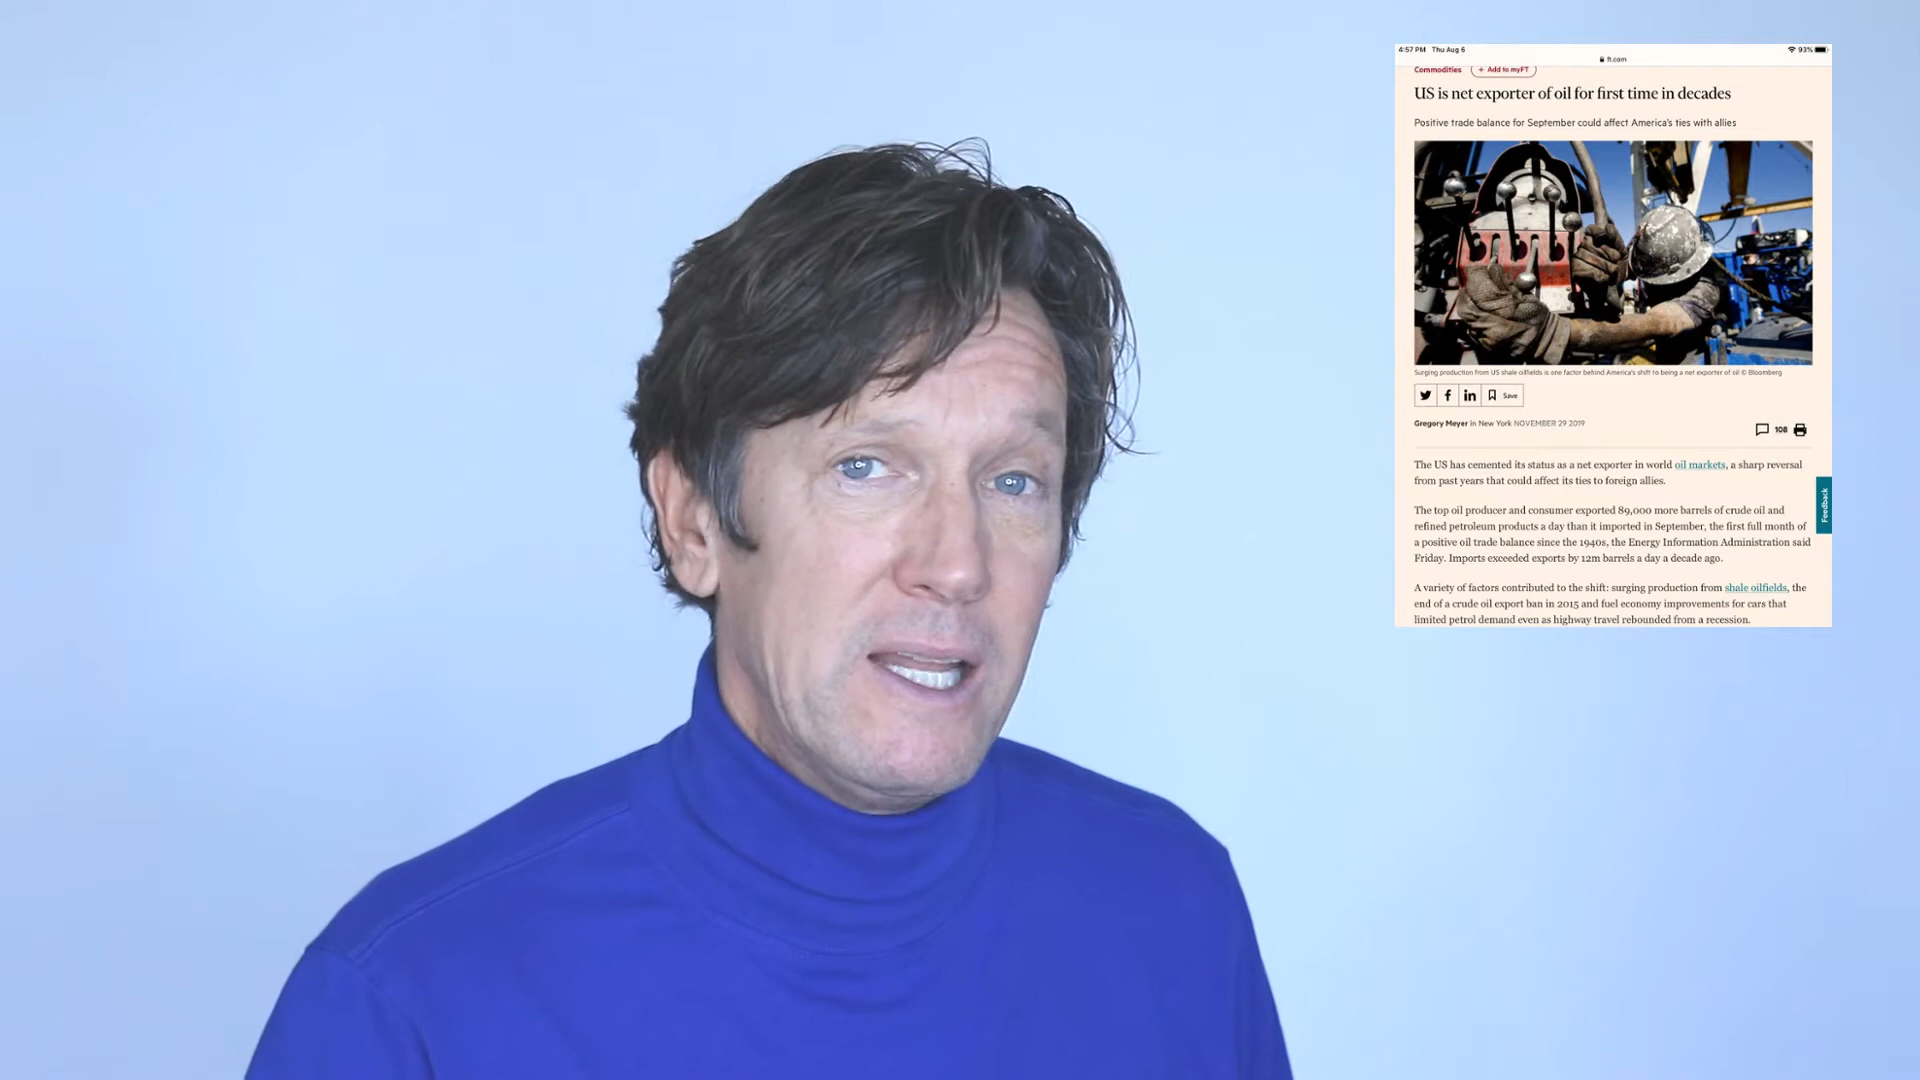 4:57 PM Thu Aug 6
93%
ft.com
Commodities + Add to myFT
US is net exporter of oil for first time in decades
Positive trade balance for September could affect America's ties with allies
Surging production from US shale oilfields is one factor behind America's shift to being a net exporter of oil © Bloomberg
Save
Gregory Meyer in New York NOVEMBER 29 2019
108
The US has cemented its status as a net exporter in world oil markets, a sharp reversal
from past years that could affect its ties to foreign allies.
Feedback
The top oil producer and consumer exported 89,000 more barrels of crude oil and
refined petroleum products a day than it imported in September, the first full month of
a positive oil trade balance since the 1940s, the Energy Information Administration said
Friday. Imports exceeded exports by 12m barrels a day a decade ago.
A variety of factors contributed to the shift: surging production from shale oilfields, the
end of a crude oil export ban in 2015 and fuel economy improvements for cars that
limited petrol demand even as highway travel rebounded from a recession.